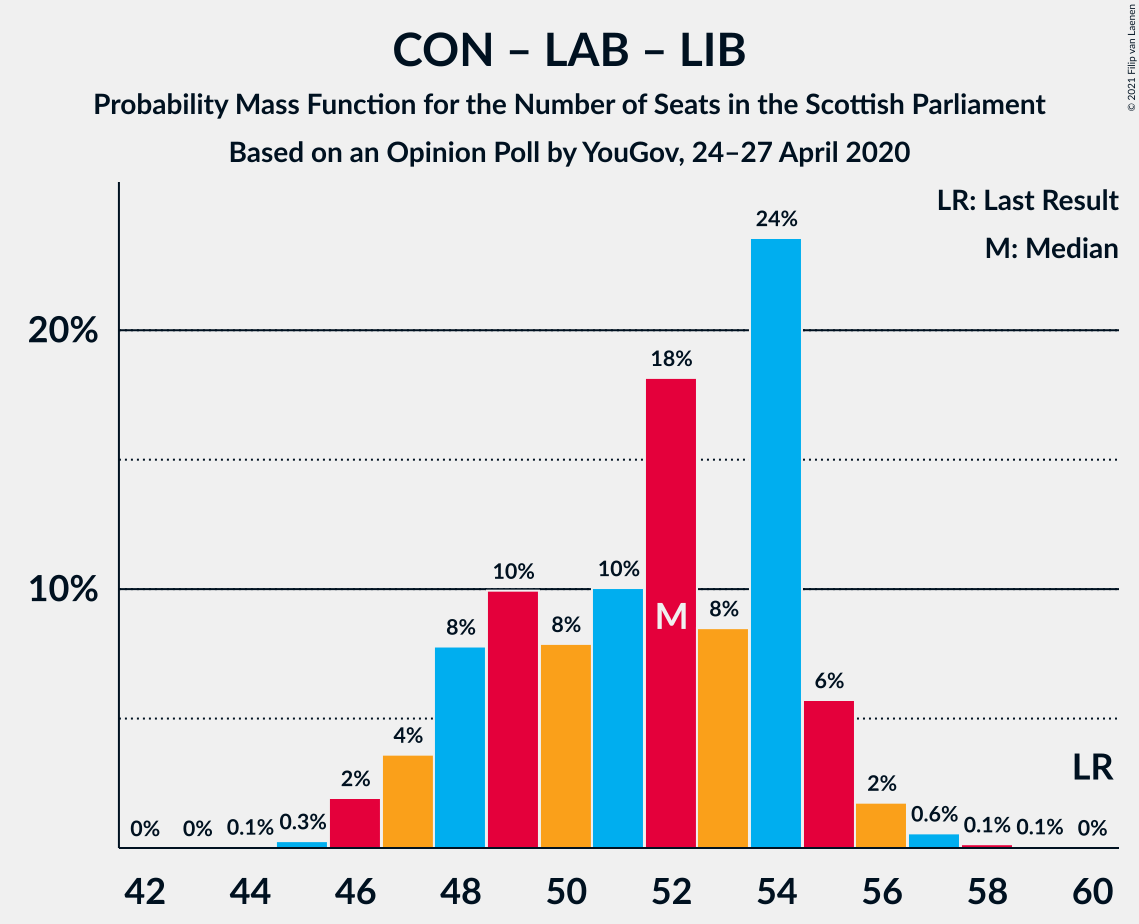 CON – LAB – LIB
Probability Mass Function for the Number of Seats in the Scottish Parliament
Based on an Opinion Poll by YouGov, 24–27 April 2020
© 2021 Filip van Laenen
LR: Last Result
M: Median
20%
10%
0%
0%
0.1%
0.3%
2%
4%
8%
10%
8%
10%
18%
8%
24%
6%
2%
0.6%
0.1%
0.1%
0%
M
LR
42 44 46 48 50 52 54 56 58 60